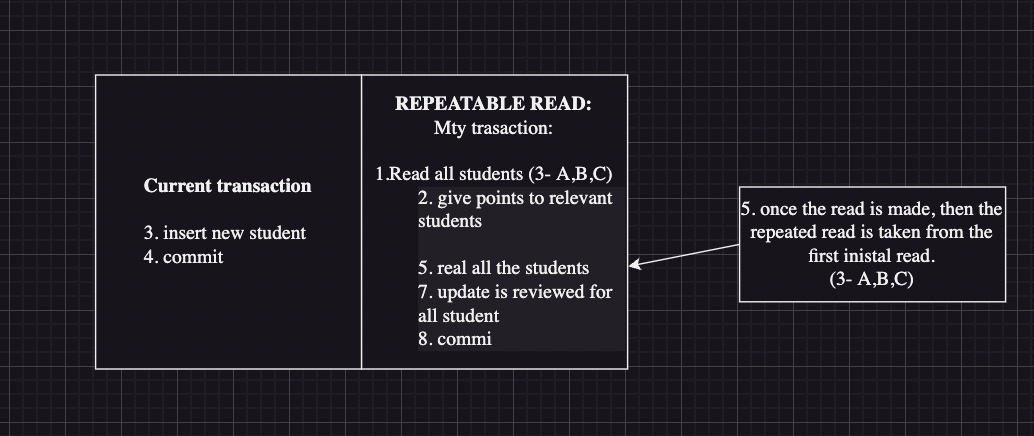 Current transaction
3. insert new student
4. commit
REPEATABLE READ:
Mty trasaction:
1.Read all students (3- A,B,C)
2. give points to relevant
students
5. real all the students
7. update is reviewed for
all student
8. commi
5. once the read is made, then the
repeated read is taken from the
first inistal read.
(3- A,B,C)